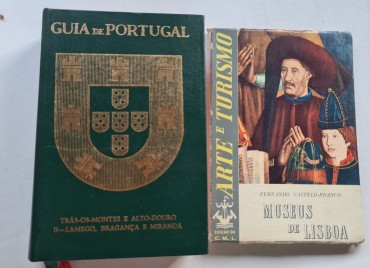 GUIA DE PORTUGAL
TRÁS-OS-MONTES E ALTO-DOURO
II—LAMEGO, BRAGANÇA E MIRANDA
ARTE E TURISMO
EDIÇÃO DA
C. M. L.
FERNANDO CASTELO-BRANCO
MUSEUS
DE LISBOA